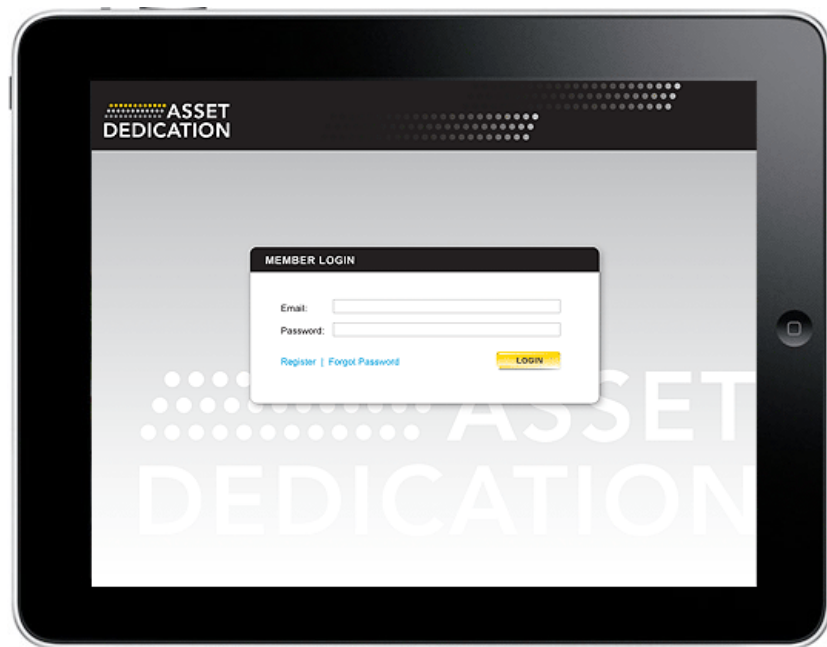 ASSET
DEDICATION
MEMBER LOGIN
Email:
Password:
Register | Forgot Password
LOGIN
ASSET
DEDICATION